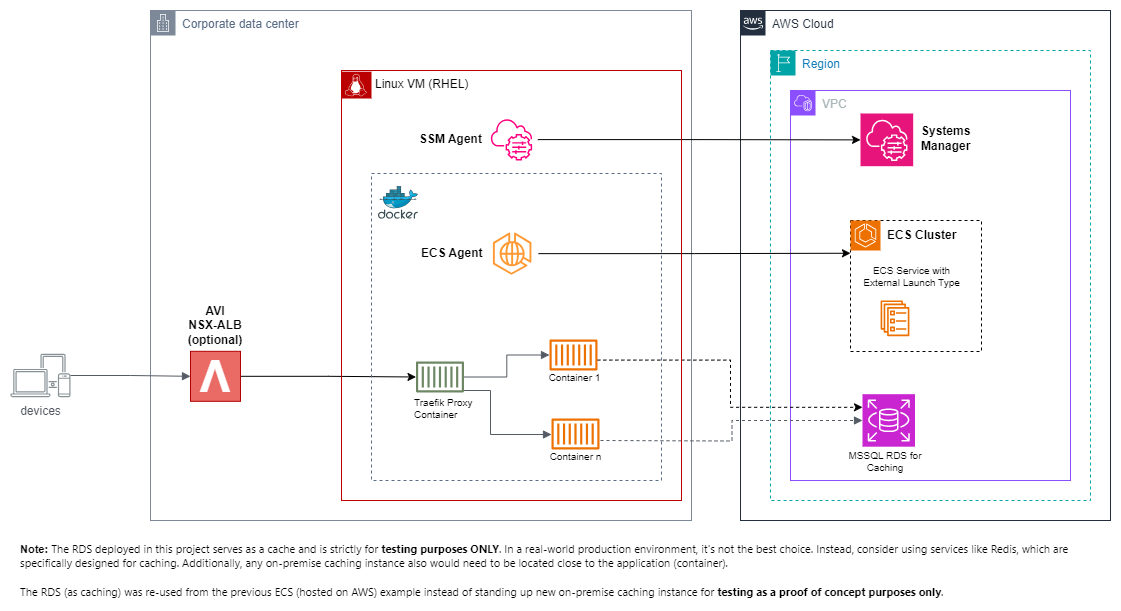 Corporate data center
aws
AWS Cloud
Region
Linux VM (RHEL)
VPC
SSM Agent
Systems
Manager
docker
ECS Agent
ECS Cluster
ECS Service with
External Launch Type
AVI
NSX-ALB
(optional)
devices
Container 1
Traefik Proxy
Container
Container n
MSSQL RDS for
Caching
Note: The RDS deployed in this project serves as a cache and is strictly for testing purposes ONLY. In a real-world production environment, it's not the best choice. Instead, consider using services like Redis, which are
specifically designed for caching. Additionally, any on-premise caching instance also would need to be located close to the application (container).
The RDS (as caching) was re-used from the previous ECS (hosted on AWS) example instead of standing up new on-premise caching instance for testing as a proof of concept purposes only.